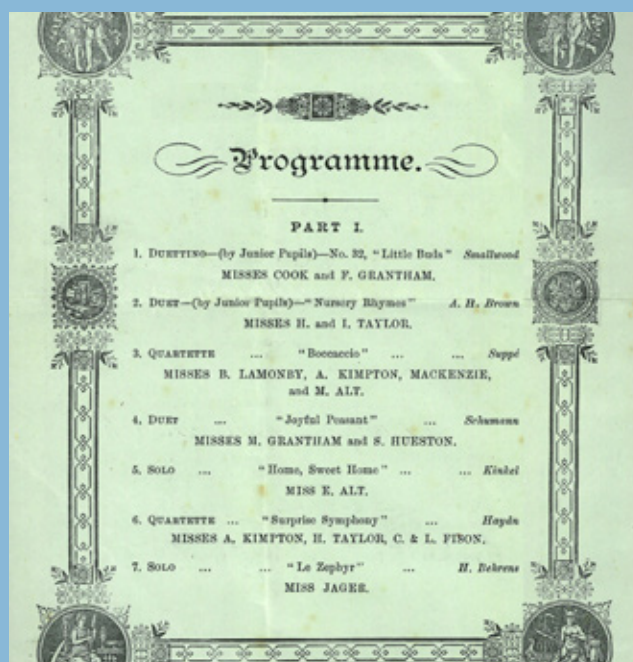 Programme.
PART I.
1. DUETTINO—(by Junior Pupils)—No. 32, "Little Buds" Smallwood
MISSES COOK and F. GRANTHAM.
2. DUET—(by Junior Pupils)—"Nursery Rhymes" A. H. Brown
MISSES H. and I. TAYLOR.
3. QUARTETTE ... "Boccaccio" ... ... Suppé
MISSES B. LAMONBY, A. KIMPTON, MACKENZIE,
and M. ALT.
4. DUET ... "Joyful Peasant" ... Schumann
MISSES M. GRANTHAM and S. HUESTON.
5. SOLO ... "Home, Sweet Home" ... ... Kinkel
MISS E. ALT.
6. QUARTETTE ... "Surprise Symphony" ... Haydn
MISSES A. KIMPTON, H. TAYLOR, C. & L. FISON.
7. SOLO ... ... "Le Zephyr" ... H. Behrens
MISS JAGER.